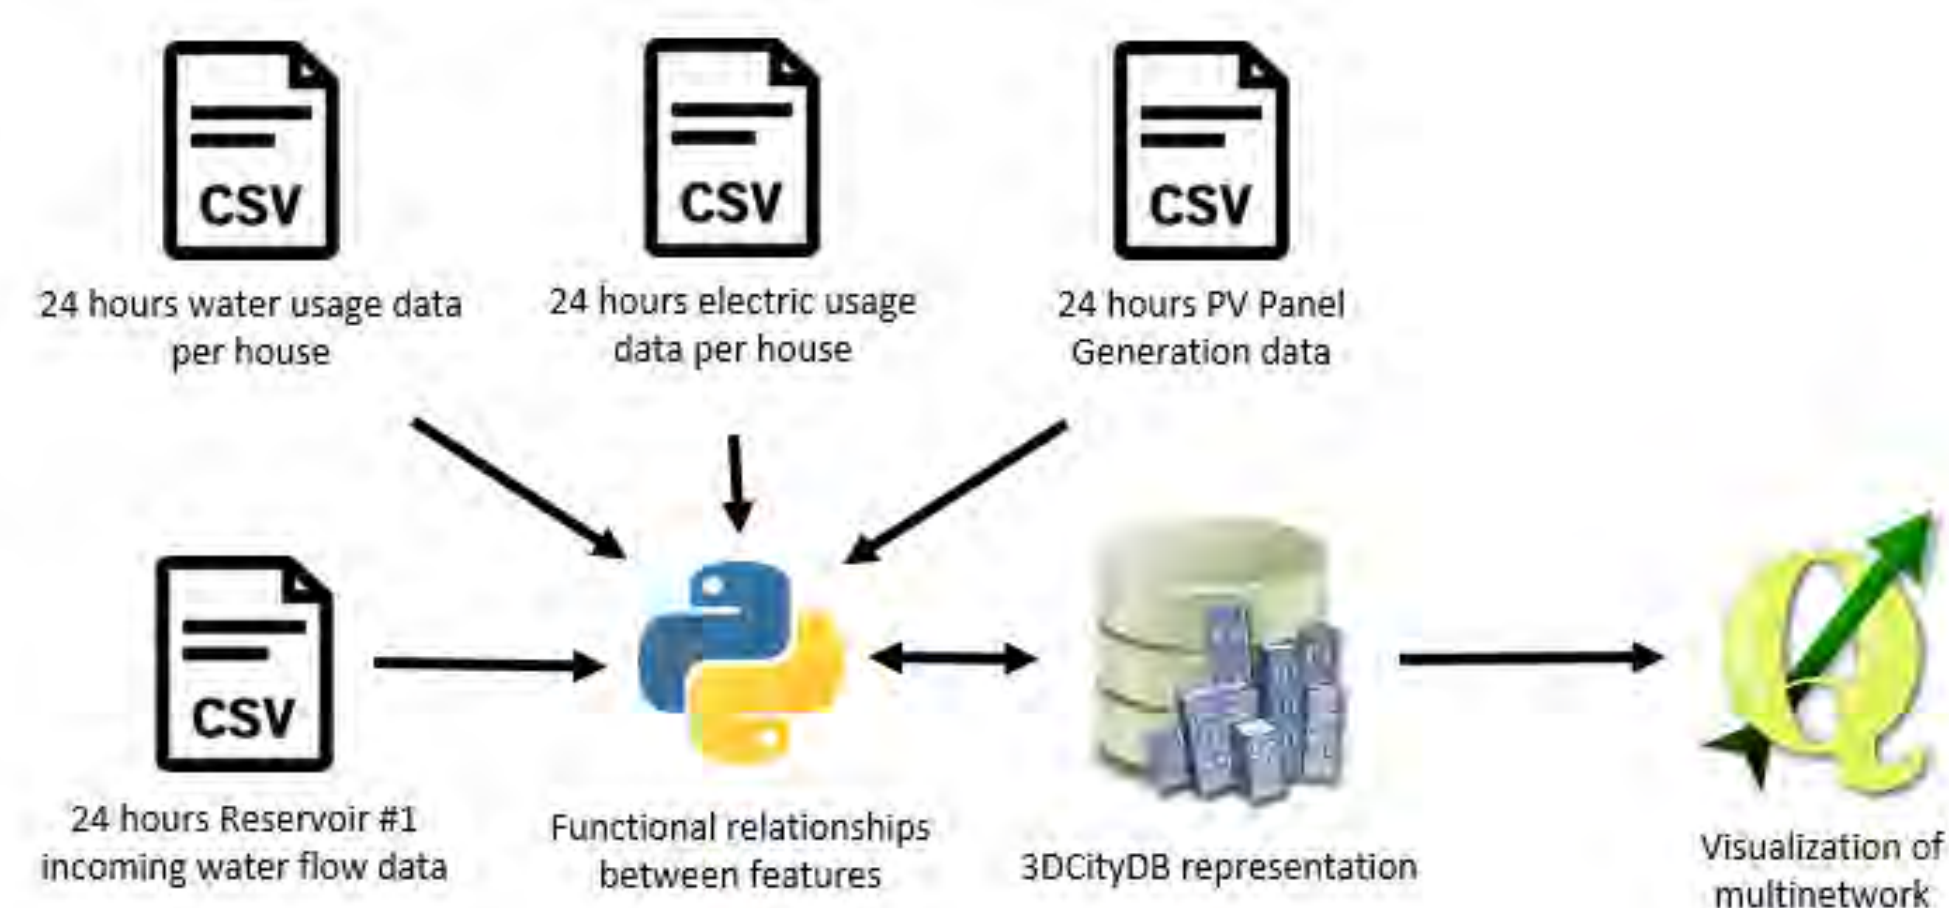 CSV
CSV
CSV
24 hours water usage data
per house
24 hours electric usage
data per house
24 hours PV Panel
Generation data
CSV
24 hours Reservoir #1
incoming water flow data
Functional relationships
between features
3DCityDB representation
Visualization of
multinetwork